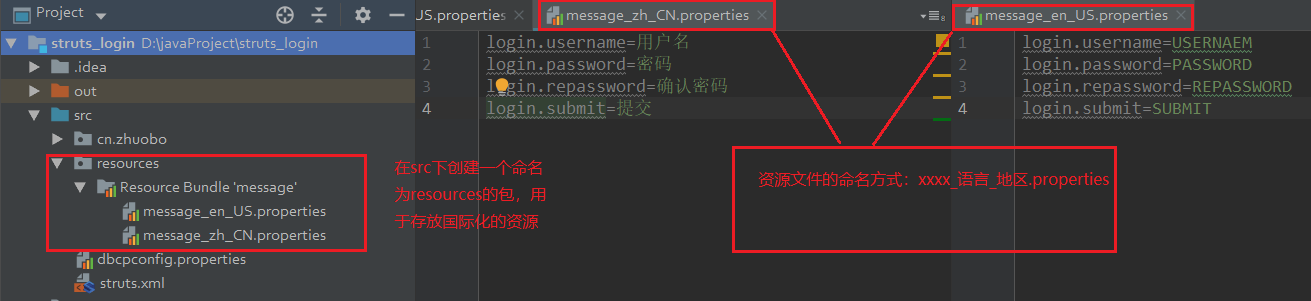 Project
struts_login D:\javaProject\struts_login
.idea
out
src
cn.zhuobo
resources
Resource Bundle 'message'
message_en_US.properties
message_zh_CN.properties
dbcpconfig.properties
struts.xml
US.properties
message_zh_CN.properties
1 login.username=用户名
2 login.password=密码
3 login.repassword=确认密码
4 login.submit=提交
8
message_en_US.properties
1 login.username=USERNAEM
2 login.password=PASSWORD
3 login.repassword=REPASSWORD
4 login.submit=SUBMIT
在src下创建一个命名
为resources的包，用
于存放国际化的资源
资源文件的命名方式：xxxx_语言_地区.properties